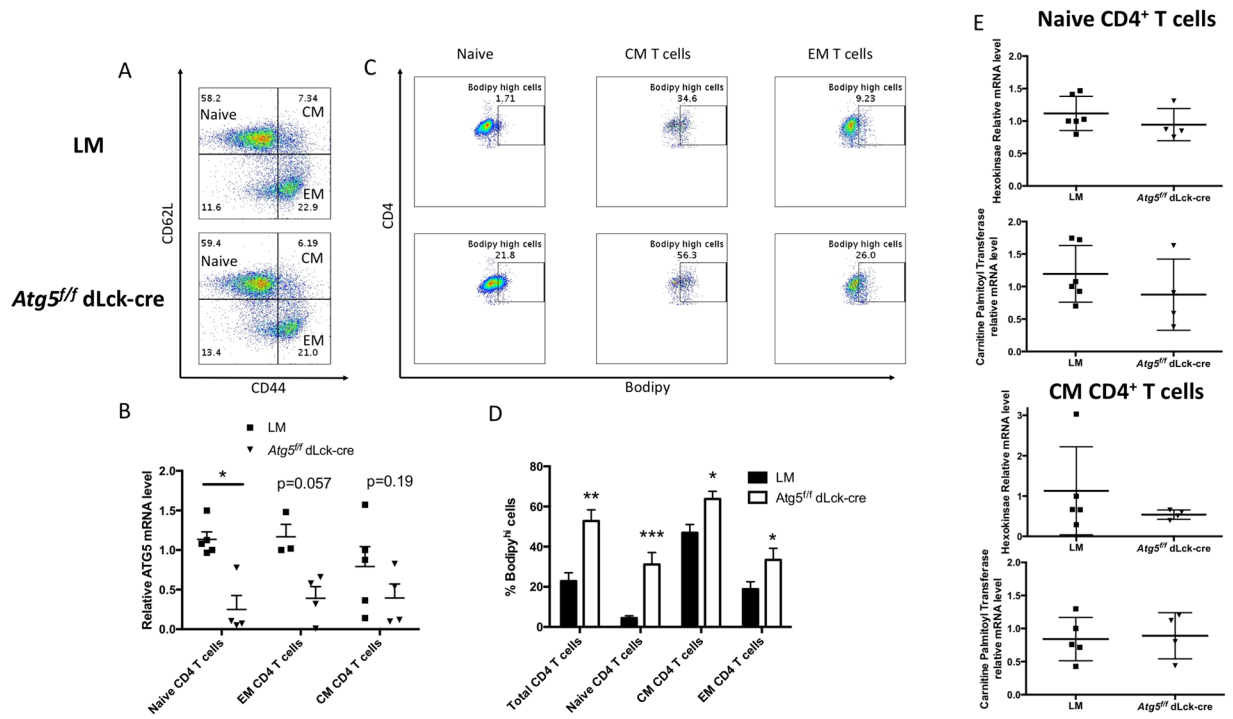 A
LM
Atg5f/f dLck-cre
58.2
7.34
Naive
CM
EM
11.6
22.9
59.4
6.19
Naive
CM
EM
13.4
21.0
CD62L
CD44
C
Naive
CM T cells
EM T cells
Bodipy high cells
1.71
Bodipy high cells
34.6
Bodipy high cells
9.23
Bodipy high cells
21.8
Bodipy high cells
56.3
Bodipy high cells
26.0
CD4
Bodipy
B
LM
Atg5f/f dLck-cre
Relative ATG5 mRNA level
2.0
1.5
1.0
0.5
0.0
*
p=0.057
p=0.19
Naive CD4 T cells
EM CD4 T cells
CM CD4 T cells
D
% Bodipyhi cells
80
60
40
20
0
**
***
*
*
LM
Atg5f/f dLck-cre
Total CD4 T cells
Naive CD4 T cells
CM CD4 T cells
EM CD4 T cells
E
Naive CD4+ T cells
Hexokinsae Relative mRNA level
2.0
1.5
1.0
0.5
0.0
LM
Atg5f/f dLck-cre
Carnitine Palmitoyl Transferase
relative mRNA level
2.0
1.5
1.0
0.5
0.0
LM
Atg5f/f dLck-cre
CM CD4+ T cells
Hexokinsae Relative mRNA level
3
2
1
0
LM
Atg5f/f dLck-cre
Carnitine Palmitoyl Transferase
relative mRNA level
2.0
1.5
1.0
0.5
0.0
LM
Atg5f/f dLck-cre